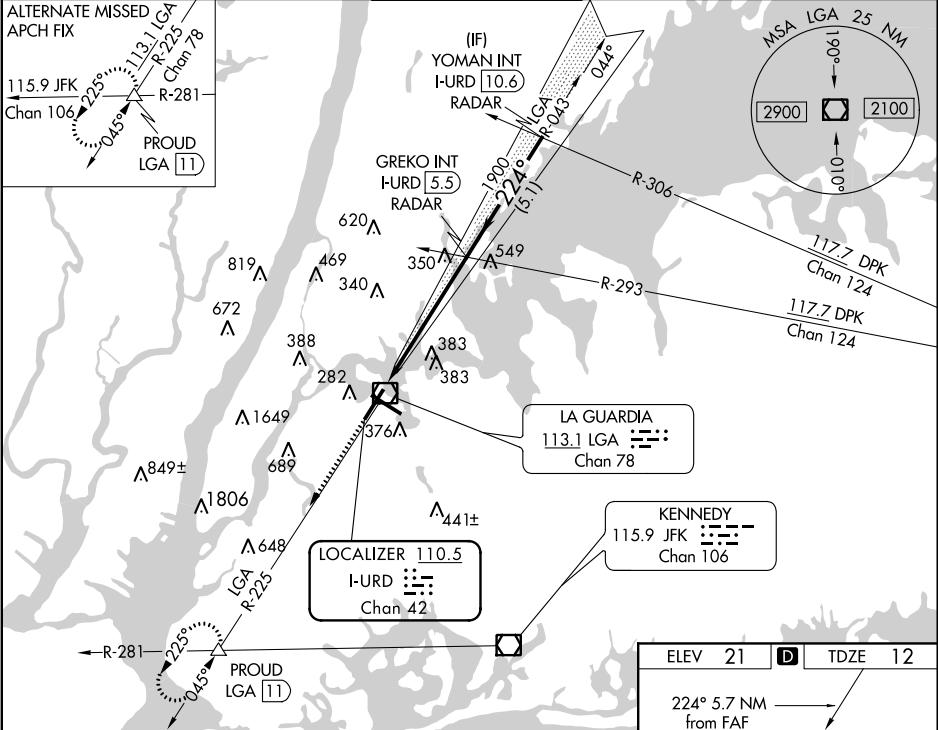 ALTERNATE MISSED
APCH FIX
113.1 LGA
R-225
Chan 78
115.9 JFK
Chan 106
R-281
225°
045°
PROUD
LGA 11
(IF)
YOMAN INT
I-URD 10.6
RADAR
GREKO INT
I-URD 5.5
RADAR
LGA
R-043
044°
1900
224°
(5.1)
MSA LGA 25 NM
190°
2900
2100
010°
R-306
117.7 DPK
Chan 124
R-293
117.7 DPK
Chan 124
620
819
469
350
549
340
672
388
383
383
282
1649
376
689
849±
1806
441±
648
LA GUARDIA
113.1 LGA
Chan 78
KENNEDY
115.9 JFK
Chan 106
LOCALIZER 110.5
I-URD
Chan 42
LGA
R-225
R-281
225°
045°
PROUD
LGA 11
ELEV 21 D TDZE 12
224° 5.7 NM
from FAF